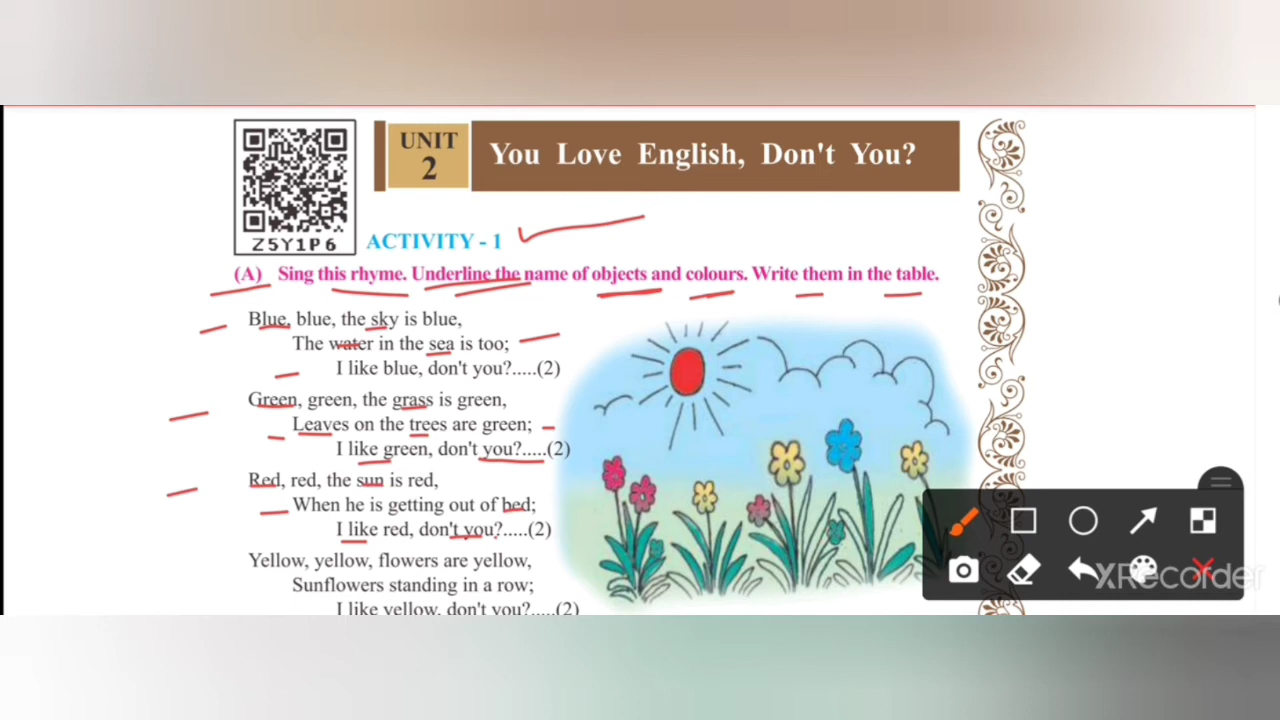 UNIT
2
You Love English, Don't You?
Z5Y1P6
ACTIVITY - 1
(A) Sing this rhyme. Underline the name of objects and colours. Write them in the table.
Blue, blue, the sky is blue,
The water in the sea is too;
I like blue, don't you?.....(2)
Green, green, the grass is green,
Leaves on the trees are green;
I like green, don't you?.....(2)
Red, red, the sun is red,
When he is getting out of bed;
I like red, don't you?.....(2)
Yellow, yellow, flowers are yellow,
Sunflowers standing in a row;
I like yellow, don't you?.....(2)
XRecorder